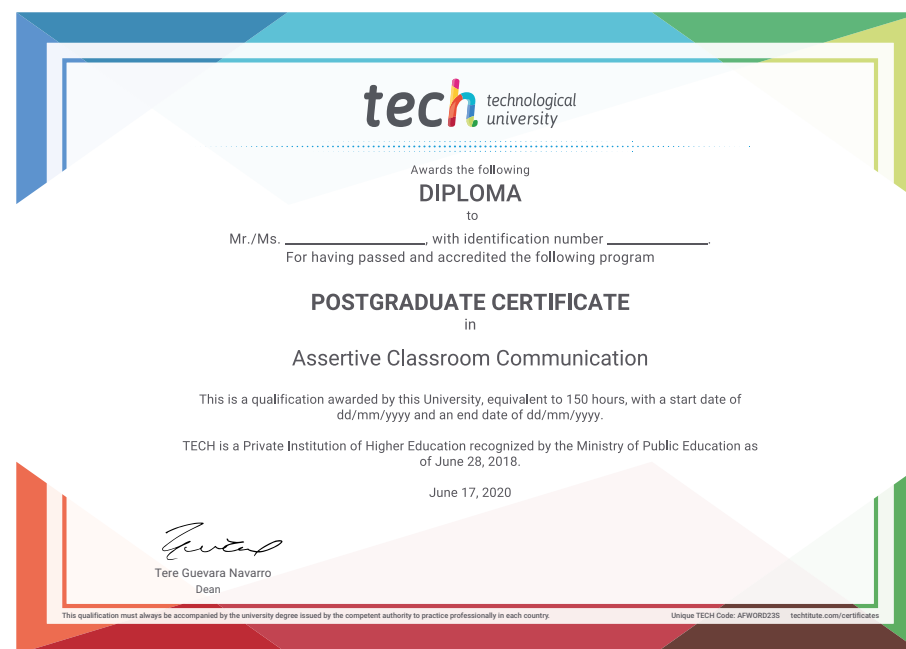 tech technological
university
Awards the following
DIPLOMA
to
Mr./Ms. ________________, with identification number ____________.
For having passed and accredited the following program
POSTGRADUATE CERTIFICATE
in
Assertive Classroom Communication
This is a qualification awarded by this University, equivalent to 150 hours, with a start date of
dd/mm/yyyy and an end date of dd/mm/yyyy.
TECH is a Private Institution of Higher Education recognized by the Ministry of Public Education as
of June 28, 2018.
June 17, 2020
Tere Guevara Navarro
Dean
This qualification must always be accompanied by the university degree issued by the competent authority to practice professionally in each country. Unique TECH Code: AFWORD23S techtitute.com/certificates